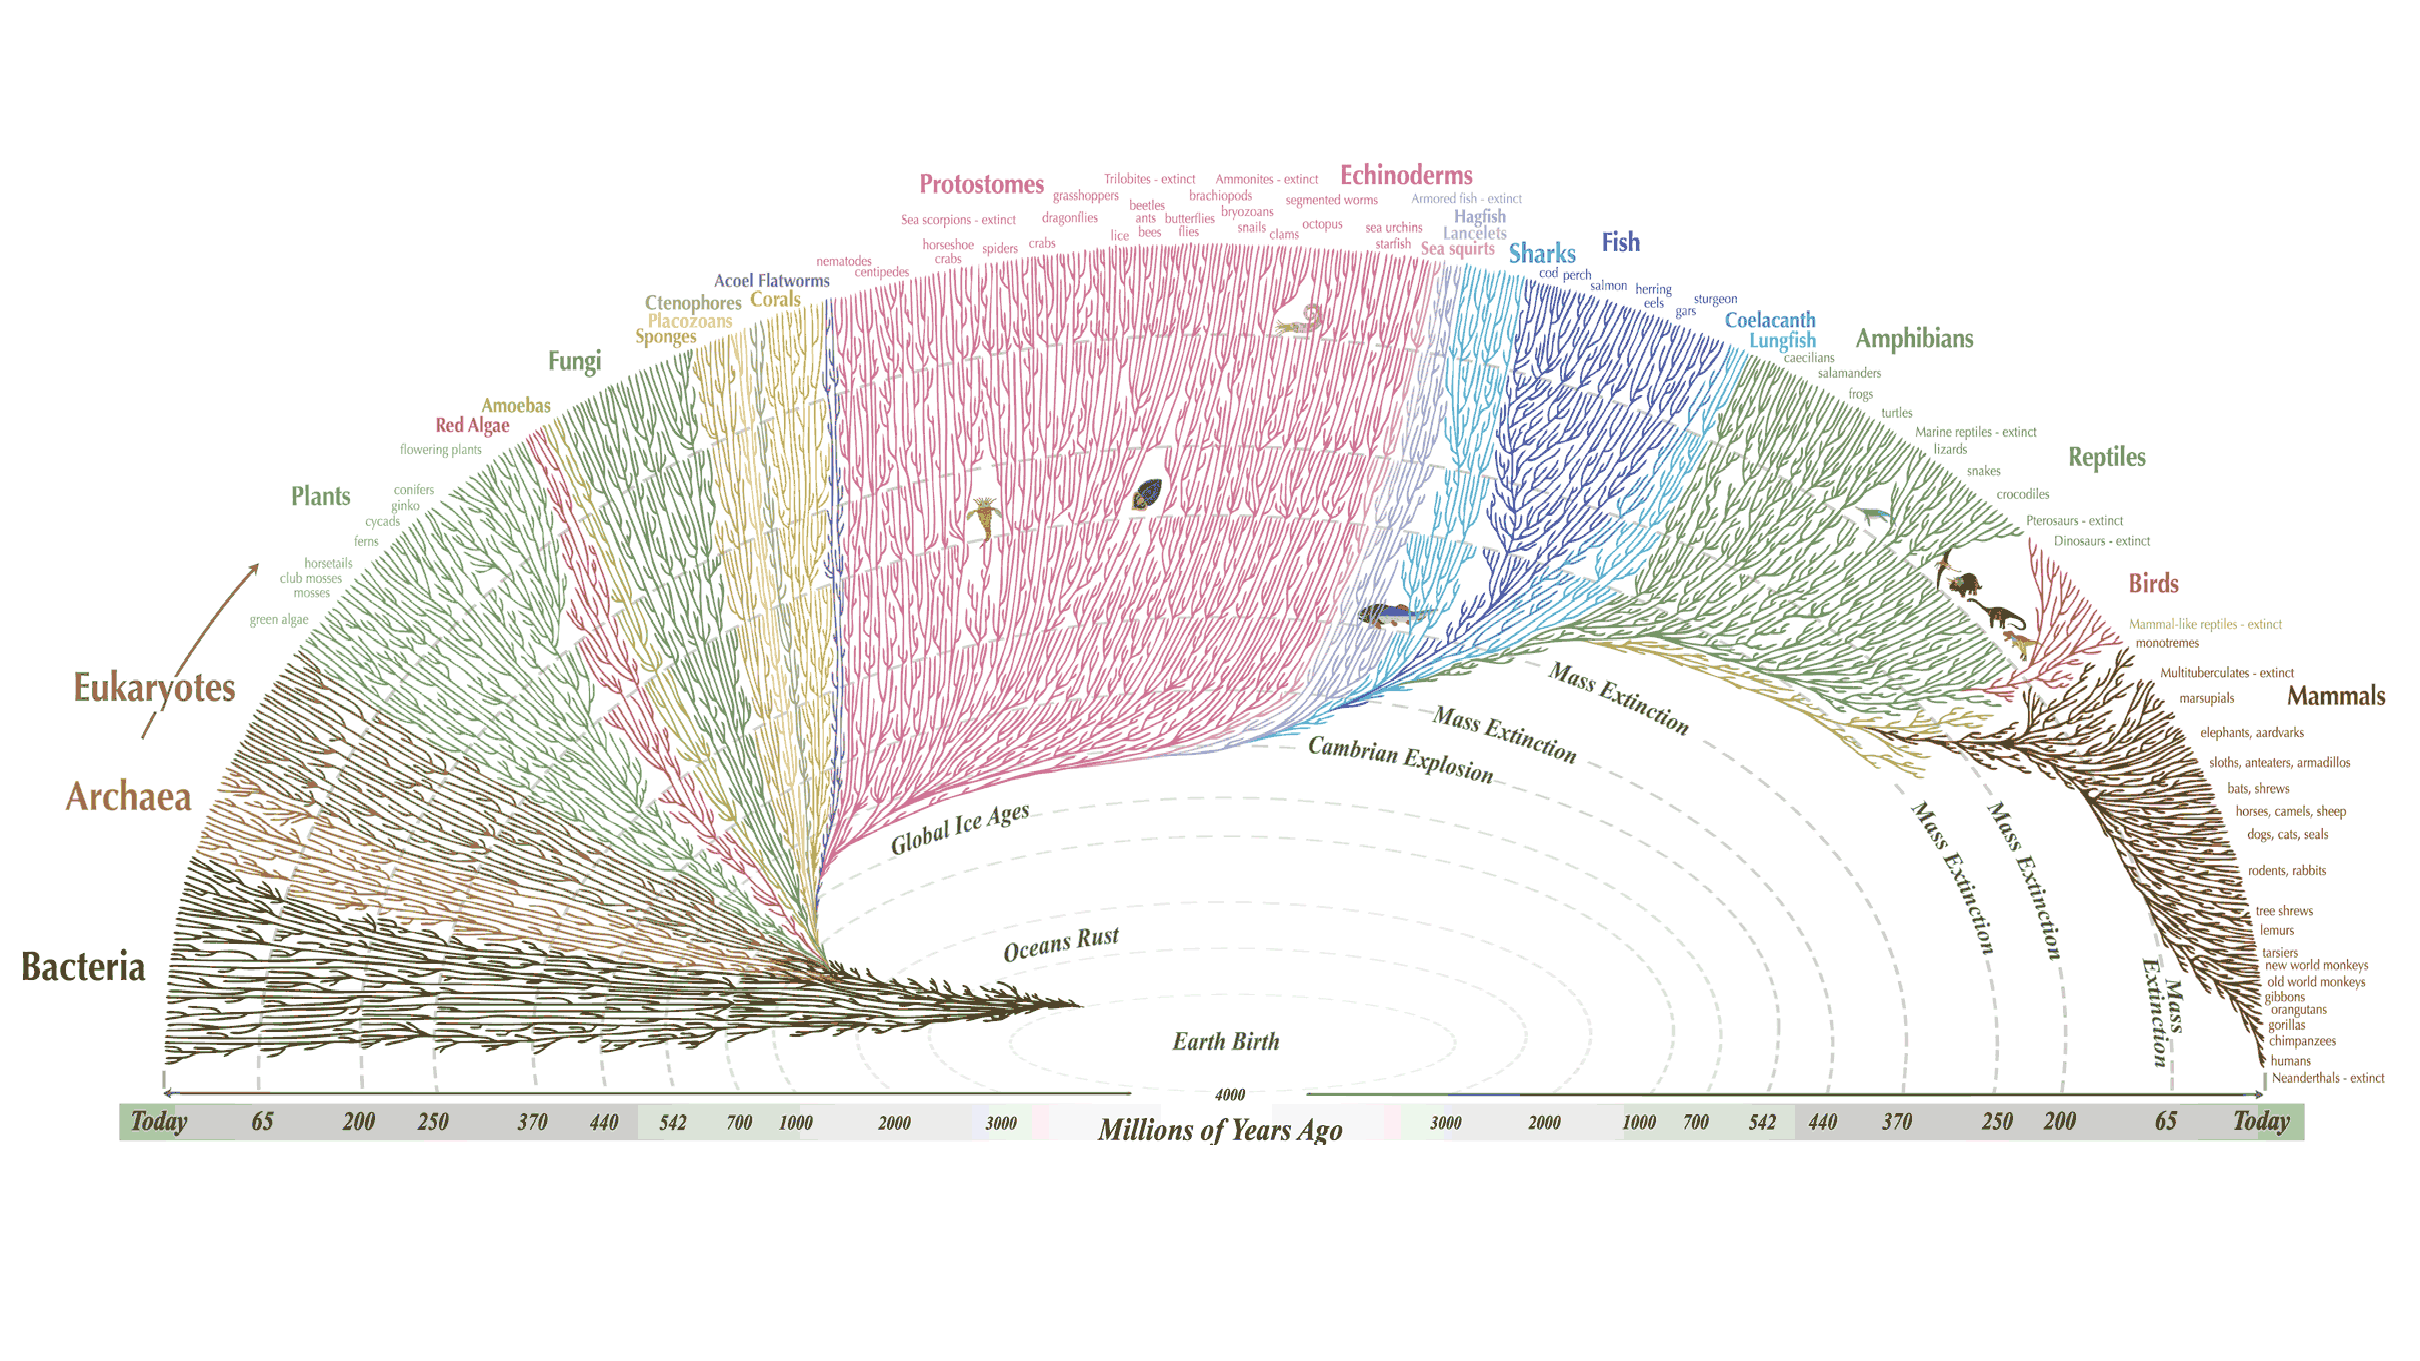 Protostomes
Echinoderms
Trilobites - extinct
Ammonites - extinct
grasshoppers
brachiopods
segmented worms
Armored fish - extinct
beetles
Sea scorpions - extinct
dragonflies
ants
butterflies
bryozoans
octopus
Hagfish
horseshoe
crabs
spiders
crabs
lice
bees
flies
snails
clams
sea urchins
starfish
Lancelets
Sea squirts
Sharks
Fish
nematodes
centipedes
cod
perch
salmon
herring
eels
sturgeon
gars
Acoel Flatworms
Ctenophores
Corals
Placozoans
Sponges
Fungi
Coelacanth
Lungfish
Amphibians
caecilians
salamanders
frogs
turtles
Amoebas
Red Algae
flowering plants
Plants
conifers
ginko
cycads
ferns
horsetails
club mosses
mosses
green algae
Marine reptiles - extinct
lizards
Reptiles
snakes
crocodiles
Pterosaurs - extinct
Dinosaurs - extinct
Birds
Mammal-like reptiles - extinct
monotremes
Multituberculates - extinct
marsupials
Mammals
elephants, aardvarks
sloths, anteaters, armadillos
bats, shrews
horses, camels, sheep
dogs, cats, seals
rodents, rabbits
tree shrews
lemurs
tarsiers
new world monkeys
old world monkeys
gibbons
orangutans
gorillas
chimpanzees
humans
Neanderthals - extinct
Eukaryotes
Archaea
Bacteria
Mass Extinction
Mass Extinction
Cambrian Explosion
Global Ice Ages
Oceans Rust
Mass Extinction
Mass Extinction
Mass
Extinction
Earth Birth
4000
Today 65 200 250 370 440 542 700 1000 2000 3000 Millions of Years Ago 3000 2000 1000 700 542 440 370 250 200 65 Today